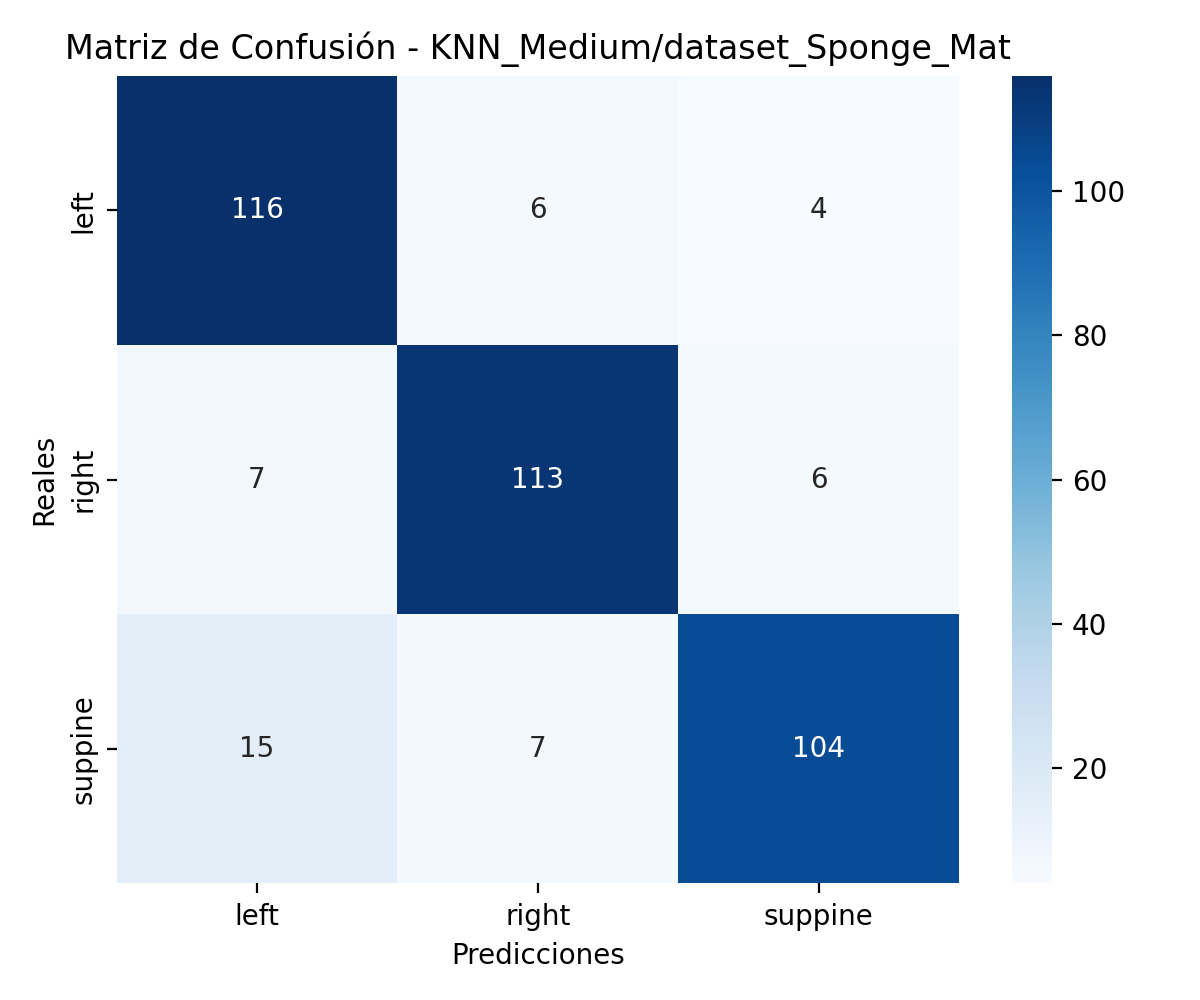 Matriz de Confusión - KNN_Medium/dataset_Sponge_Mat
left
116
6
4
100
80
Reales
right
7
113
6
60
40
suppine
15
7
104
20
left
right
suppine
Predicciones